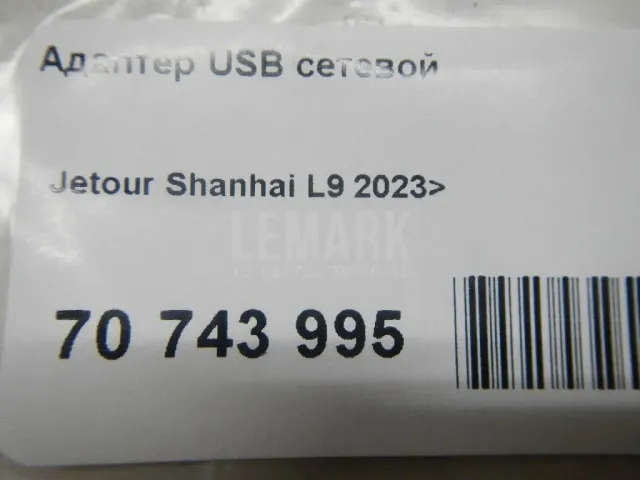 Адаптер USB сетевой
Jetour Shanhai L9 2023>
LEMARK
70 743 995